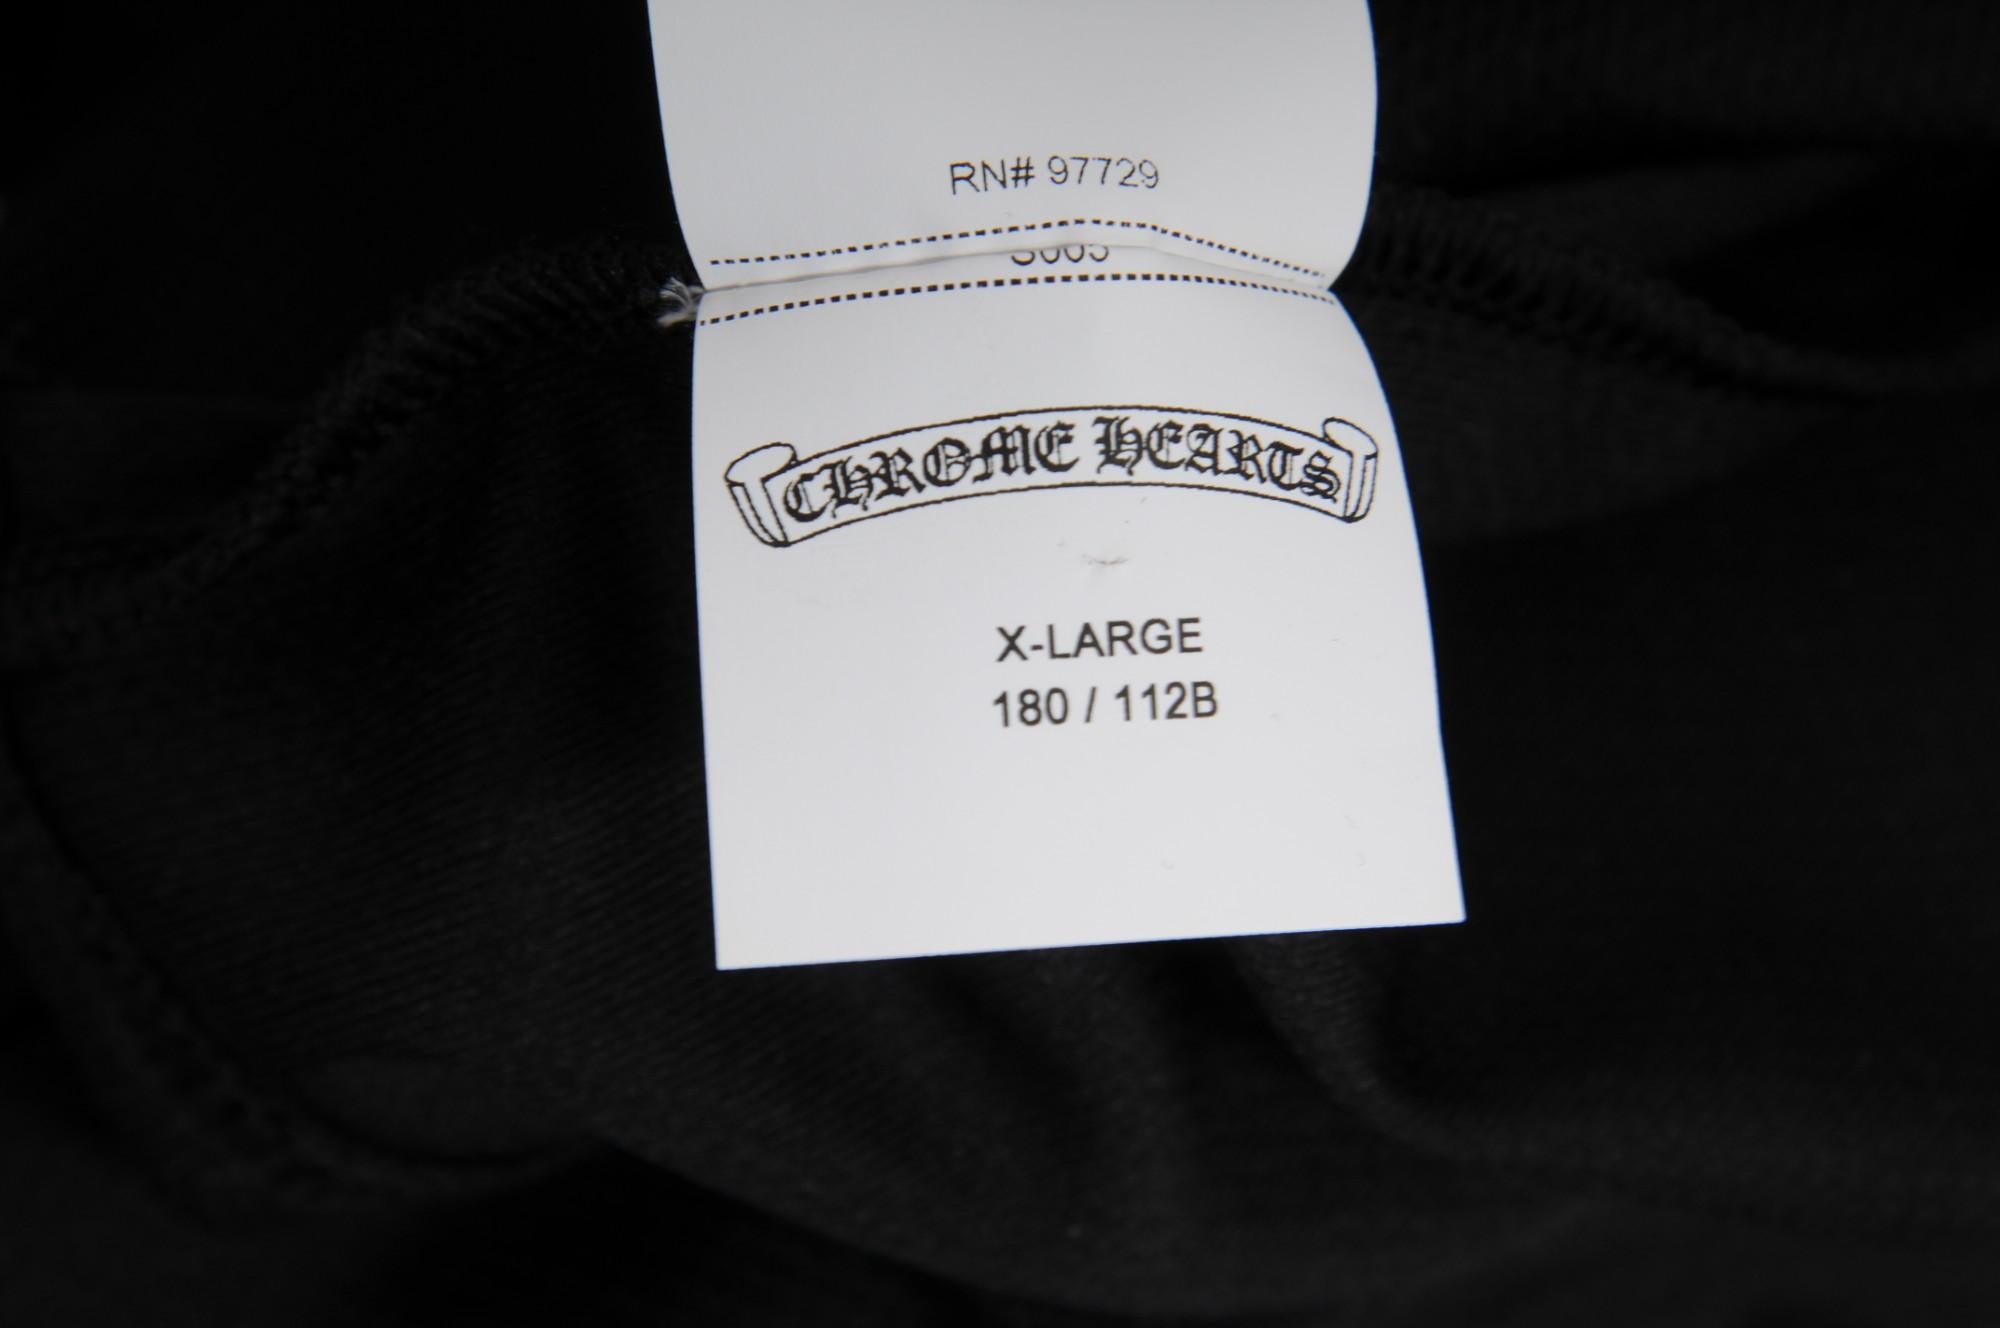 RN# 97729
CHROME HEARTS
X-LARGE
180 / 112B